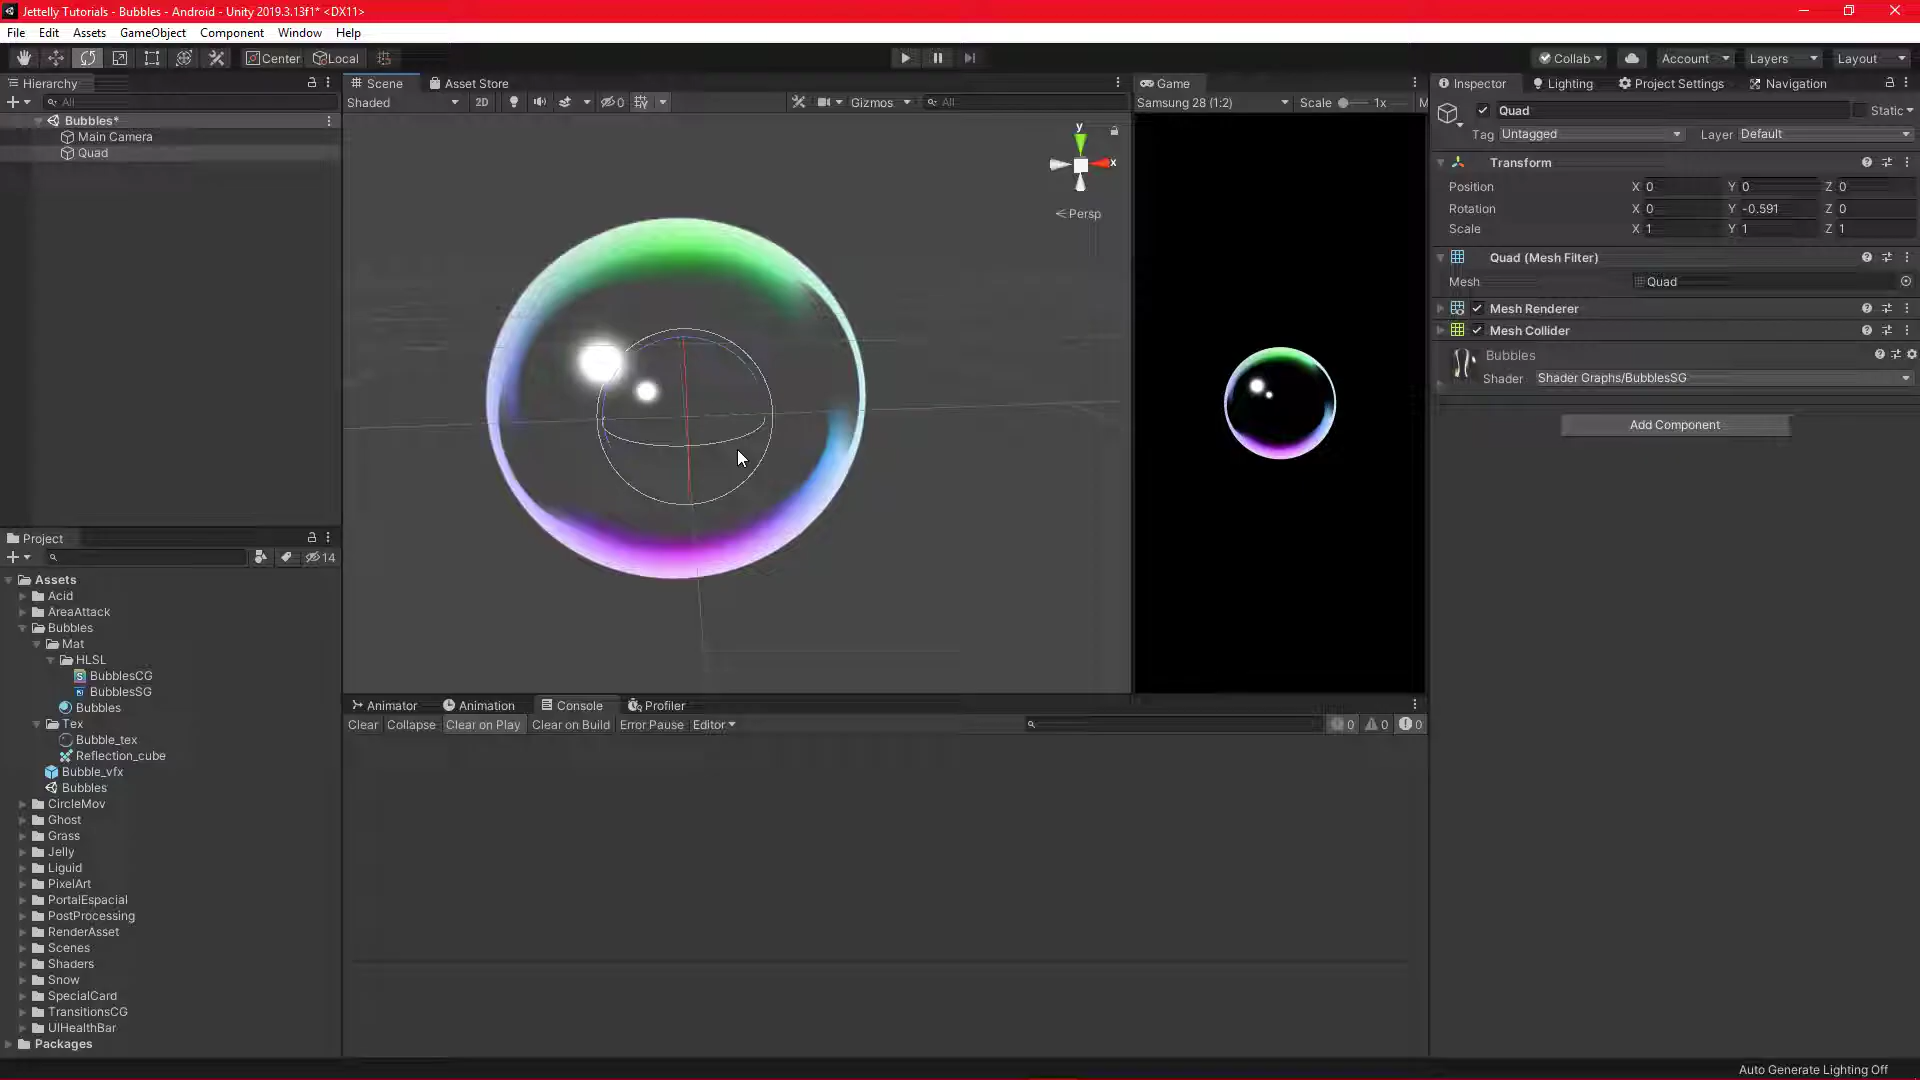 Jettelly Tutorials - Bubbles - Android - Unity 2019.3.13f1* <DX11>
File Edit Assets GameObject Component Window Help
Center Local Collab Account Layers Layout
Hierarchy
All
Bubbles*
Main Camera
Quad
Scene Asset Store
Shaded 2D 0 Gizmos All
y
x
Persp
Game
Samsung 28 (1:2) Scale 1x M
Inspector Lighting Project Settings Navigation
Quad Static
Tag Untagged Layer Default
Transform
Position X 0 Y 0 Z 0
Rotation X 0 Y -0.591 Z 0
Scale X 1 Y 1 Z 1
Quad (Mesh Filter)
Mesh Quad
Mesh Renderer
Mesh Collider
Bubbles
Shader Shader Graphs/BubblesSG
Add Component
Project
14
Assets
Acid
AreaAttack
Bubbles
Mat
HLSL
BubblesCG
BubblesSG
Bubbles
Tex
Bubble_tex
Reflection_cube
Bubble_vfx
Bubbles
CircleMov
Ghost
Grass
Jelly
Liguid
PixelArt
PortalEspacial
PostProcessing
RenderAsset
Scenes
Shaders
Snow
SpecialCard
TransitionsCG
UIHealthBar
Packages
Animator Animation Console Profiler
Clear Collapse Clear on Play Clear on Build Error Pause Editor 0 0 0
Auto Generate Lighting Off